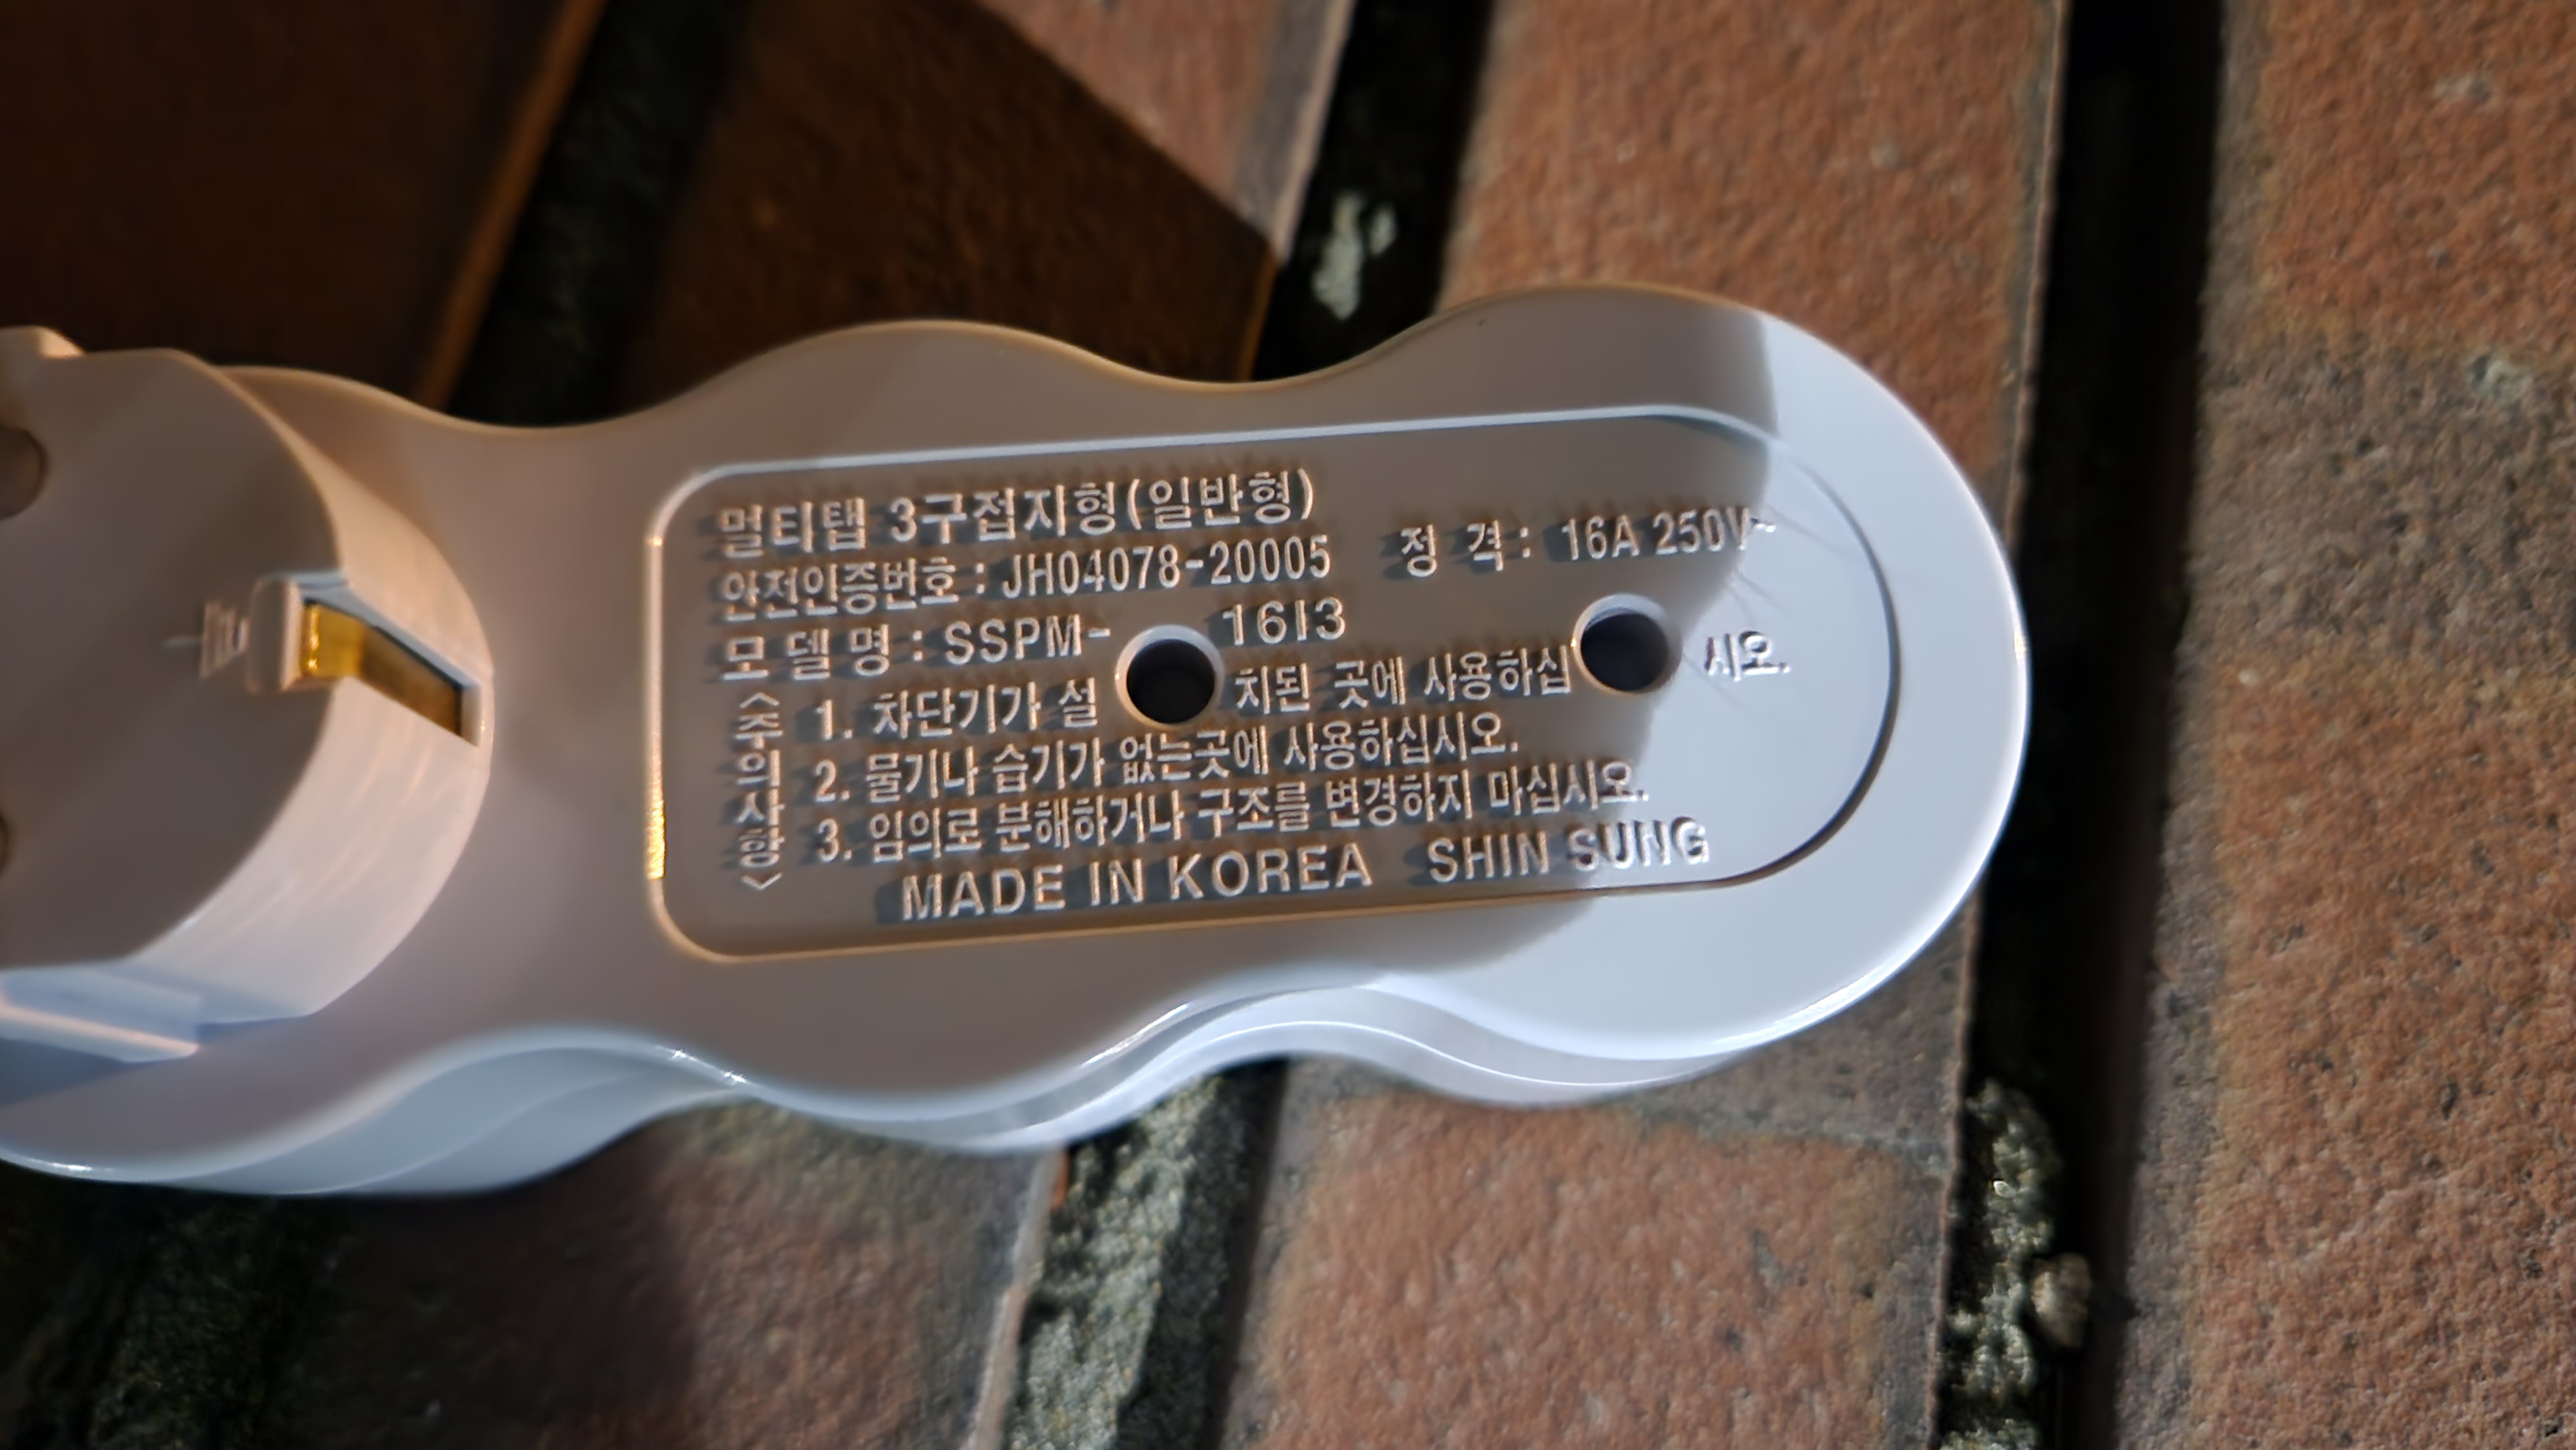 멀티탭 3구접지형(일반형)
안전인증번호 : JH04078-20005 정 격 : 16A 250V~
모 델 명 : SSPM- 16I3
<주의사항>
1. 차단기가 설 치된 곳에 사용하십 시오.
2. 물기나 습기가 없는곳에 사용하십시오.
3. 임의로 분해하거나 구조를 변경하지 마십시오.
MADE IN KOREA SHIN SUNG